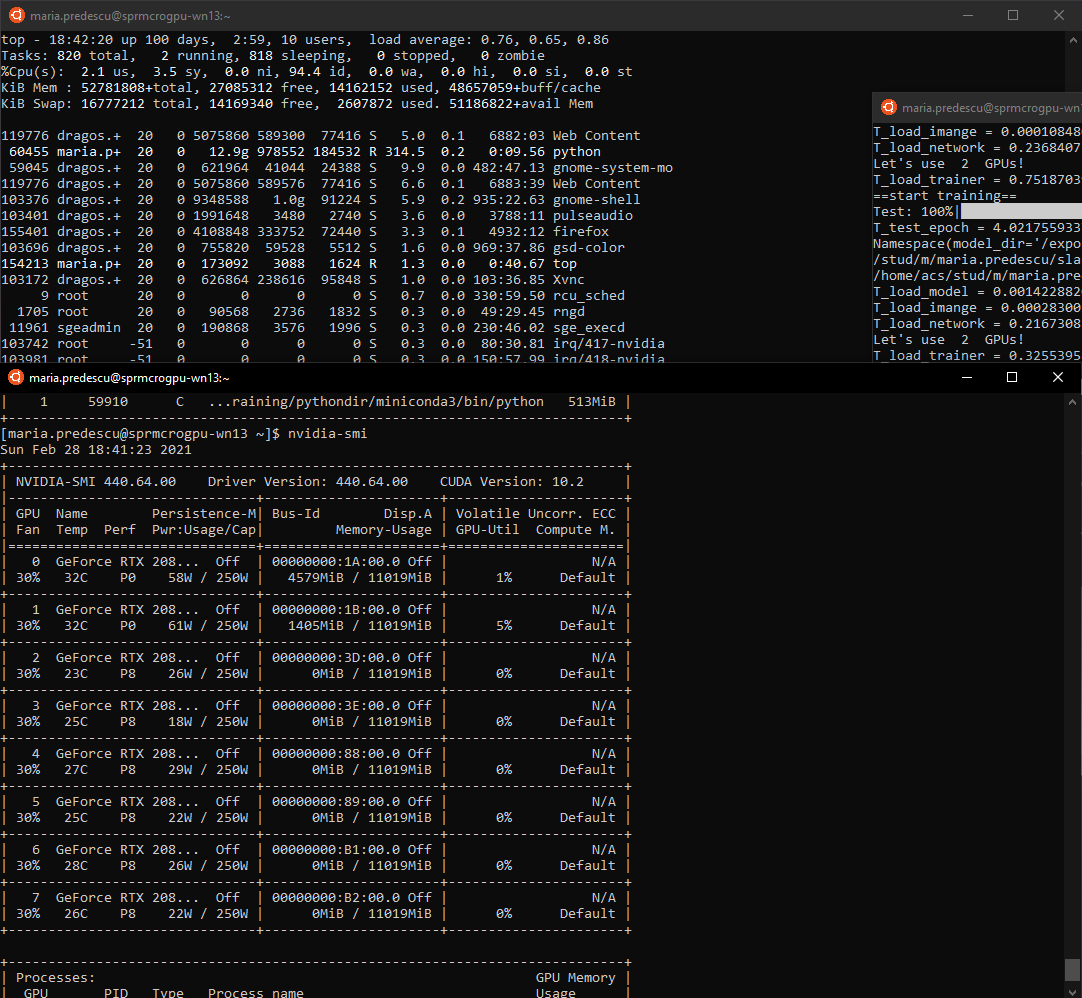 maria.predescu@sprmcrogpu-wn13:~
top - 18:42:20 up 100 days,  2:59, 10 users,  load average: 0.76, 0.65, 0.86
Tasks: 820 total,   2 running, 818 sleeping,   0 stopped,   0 zombie
%Cpu(s):  2.1 us,  3.5 sy,  0.0 ni, 94.4 id,  0.0 wa,  0.0 hi,  0.0 si,  0.0 st
KiB Mem : 52781808+total, 27085312 free, 14162152 used, 48657059+buff/cache
KiB Swap: 16777212 total, 14169340 free,  2607872 used. 51186822+avail Mem
119776 dragos.+  20   0 5075860 589300  77416 S   5.0  0.1   6882:03 Web Content
60455 maria.p+  20   0   12.9g 978552 184532 R 314.5  0.2   0:09.56 python
59045 dragos.+  20   0  621964  41044  24388 S   9.9  0.0 482:47.13 gnome-system-mo
119776 dragos.+  20   0 5075860 589576  77416 S   6.6  0.1   6883:39 Web Content
103376 dragos.+  20   0 9348588   1.0g  91224 S   5.9  0.2 935:22.63 gnome-shell
103401 dragos.+  20   0 1991648   3480   2740 S   3.6  0.0   3788:11 pulseaudio
155401 dragos.+  20   0 4108848 333752  72440 S   3.3  0.1   4932:12 firefox
103696 dragos.+  20   0  755820  59528   5512 S   1.6  0.0 969:37.86 gsd-color
154213 maria.p+  20   0  173092   3088   1624 R   1.3  0.0   0:40.67 top
103172 dragos.+  20   0  626864 238616  95848 S   1.0  0.0 103:36.85 Xvnc
9 root      20   0       0      0      0 S   0.7  0.0 330:59.50 rcu_sched
1705 root      20   0   90568   2736   1832 S   0.3  0.0  49:29.45 rngd
11961 sgeadmin  20   0  190868   3576   1996 S   0.3  0.0 230:46.02 sge_execd
103742 root     -51   0       0      0      0 S   0.3  0.0  80:30.81 irq/417-nvidia
103981 root     -51   0       0      0      0 S   0.3  0.0 150:57.99 irq/418-nvidia
maria.predescu@sprmcrogpu-wn
T_load_imange = 0.00010848
T_load_network = 0.2368407
Let's use  2  GPUs!
T_load_trainer = 0.7518703
==start training==
Test: 100%|
T_test_epoch = 4.021755933
Namespace(model_dir='/expo
/stud/m/maria.predescu/sla
/home/acs/stud/m/maria.pre
T_load_model = 0.001422882
T_load_imange = 0.00028300
T_load_network = 0.2167308
Let's use  2  GPUs!
T_load_trainer = 0.3255395
maria.predescu@sprmcrogpu-wn13:~
|    1     59910      C   ...raining/pythondir/miniconda3/bin/python   513MiB |
+-----------------------------------------------------------------------------+
[maria.predescu@sprmcrogpu-wn13 ~]$ nvidia-smi
Sun Feb 28 18:41:23 2021
+-----------------------------------------------------------------------------+
| NVIDIA-SMI 440.64.00    Driver Version: 440.64.00    CUDA Version: 10.2     |
|-------------------------------+----------------------+----------------------+
| GPU  Name        Persistence-M| Bus-Id        Disp.A | Volatile Uncorr. ECC |
| Fan  Temp  Perf  Pwr:Usage/Cap|         Memory-Usage | GPU-Util  Compute M. |
|===============================+======================+======================|
|   0  GeForce RTX 208...  Off  | 00000000:1A:00.0 Off |                  N/A |
| 30%   32C    P0    58W / 250W |   4579MiB / 11019MiB |      1%      Default |
+-------------------------------+----------------------+----------------------+
|   1  GeForce RTX 208...  Off  | 00000000:1B:00.0 Off |                  N/A |
| 30%   32C    P0    61W / 250W |   1405MiB / 11019MiB |      5%      Default |
+-------------------------------+----------------------+----------------------+
|   2  GeForce RTX 208...  Off  | 00000000:3D:00.0 Off |                  N/A |
| 30%   23C    P8    26W / 250W |      0MiB / 11019MiB |      0%      Default |
+-------------------------------+----------------------+----------------------+
|   3  GeForce RTX 208...  Off  | 00000000:3E:00.0 Off |                  N/A |
| 30%   25C    P8    18W / 250W |      0MiB / 11019MiB |      0%      Default |
+-------------------------------+----------------------+----------------------+
|   4  GeForce RTX 208...  Off  | 00000000:88:00.0 Off |                  N/A |
| 30%   27C    P8    29W / 250W |      0MiB / 11019MiB |      0%      Default |
+-------------------------------+----------------------+----------------------+
|   5  GeForce RTX 208...  Off  | 00000000:89:00.0 Off |                  N/A |
| 30%   25C    P8    22W / 250W |      0MiB / 11019MiB |      0%      Default |
+-------------------------------+----------------------+----------------------+
|   6  GeForce RTX 208...  Off  | 00000000:B1:00.0 Off |                  N/A |
| 30%   28C    P8    26W / 250W |      0MiB / 11019MiB |      0%      Default |
+-------------------------------+----------------------+----------------------+
|   7  GeForce RTX 208...  Off  | 00000000:B2:00.0 Off |                  N/A |
| 30%   26C    P8    22W / 250W |      0MiB / 11019MiB |      0%      Default |
+-------------------------------+----------------------+----------------------+
+-----------------------------------------------------------------------------+
| Processes:                                                       GPU Memory |
|  GPU       PID   Type   Process name                             Usage      |